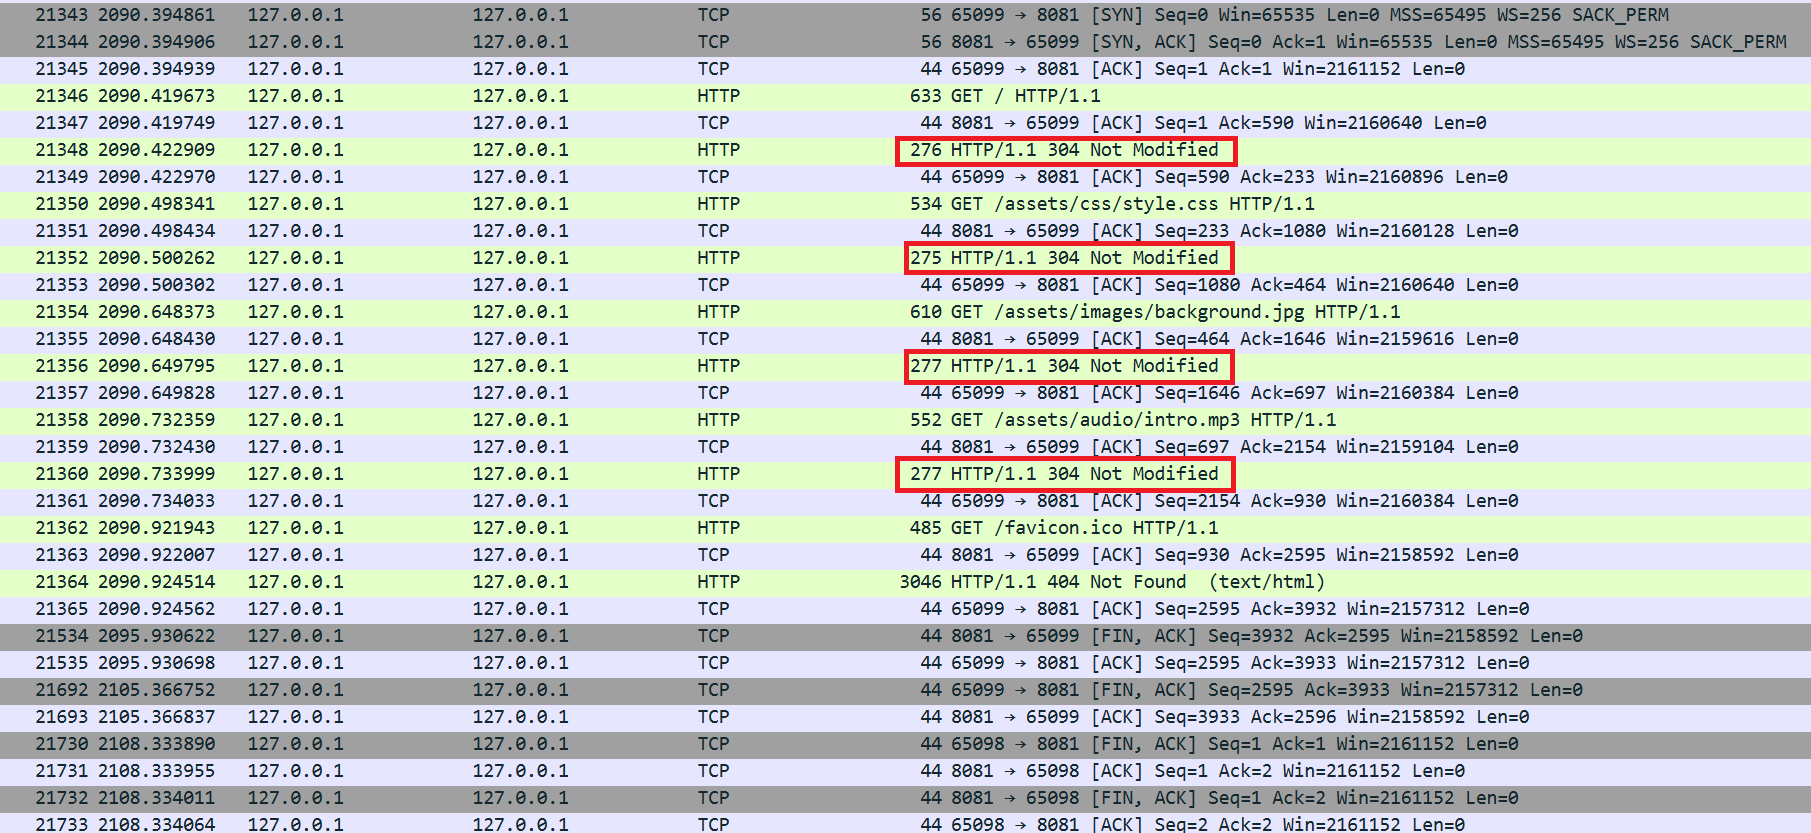 21343 2090.394861 127.0.0.1 127.0.0.1 TCP 56 65099 → 8081 [SYN] Seq=0 Win=65535 Len=0 MSS=65495 WS=256 SACK_PERM
21344 2090.394906 127.0.0.1 127.0.0.1 TCP 56 8081 → 65099 [SYN, ACK] Seq=0 Ack=1 Win=65535 Len=0 MSS=65495 WS=256 SACK_PERM
21345 2090.394939 127.0.0.1 127.0.0.1 TCP 44 65099 → 8081 [ACK] Seq=1 Ack=1 Win=2161152 Len=0
21346 2090.419673 127.0.0.1 127.0.0.1 HTTP 633 GET / HTTP/1.1
21347 2090.419749 127.0.0.1 127.0.0.1 TCP 44 8081 → 65099 [ACK] Seq=1 Ack=590 Win=2160640 Len=0
21348 2090.422909 127.0.0.1 127.0.0.1 HTTP 276 HTTP/1.1 304 Not Modified
21349 2090.422970 127.0.0.1 127.0.0.1 TCP 44 65099 → 8081 [ACK] Seq=590 Ack=233 Win=2160896 Len=0
21350 2090.498341 127.0.0.1 127.0.0.1 HTTP 534 GET /assets/css/style.css HTTP/1.1
21351 2090.498434 127.0.0.1 127.0.0.1 TCP 44 8081 → 65099 [ACK] Seq=233 Ack=1080 Win=2160128 Len=0
21352 2090.500262 127.0.0.1 127.0.0.1 HTTP 275 HTTP/1.1 304 Not Modified
21353 2090.500302 127.0.0.1 127.0.0.1 TCP 44 65099 → 8081 [ACK] Seq=1080 Ack=464 Win=2160640 Len=0
21354 2090.648373 127.0.0.1 127.0.0.1 HTTP 610 GET /assets/images/background.jpg HTTP/1.1
21355 2090.648430 127.0.0.1 127.0.0.1 TCP 44 8081 → 65099 [ACK] Seq=464 Ack=1646 Win=2159616 Len=0
21356 2090.649795 127.0.0.1 127.0.0.1 HTTP 277 HTTP/1.1 304 Not Modified
21357 2090.649828 127.0.0.1 127.0.0.1 TCP 44 65099 → 8081 [ACK] Seq=1646 Ack=697 Win=2160384 Len=0
21358 2090.732359 127.0.0.1 127.0.0.1 HTTP 552 GET /assets/audio/intro.mp3 HTTP/1.1
21359 2090.732430 127.0.0.1 127.0.0.1 TCP 44 8081 → 65099 [ACK] Seq=697 Ack=2154 Win=2159104 Len=0
21360 2090.733999 127.0.0.1 127.0.0.1 HTTP 277 HTTP/1.1 304 Not Modified
21361 2090.734033 127.0.0.1 127.0.0.1 TCP 44 65099 → 8081 [ACK] Seq=2154 Ack=930 Win=2160384 Len=0
21362 2090.921943 127.0.0.1 127.0.0.1 HTTP 485 GET /favicon.ico HTTP/1.1
21363 2090.922007 127.0.0.1 127.0.0.1 TCP 44 8081 → 65099 [ACK] Seq=930 Ack=2595 Win=2158592 Len=0
21364 2090.924514 127.0.0.1 127.0.0.1 HTTP 3046 HTTP/1.1 404 Not Found (text/html)
21365 2090.924562 127.0.0.1 127.0.0.1 TCP 44 65099 → 8081 [ACK] Seq=2595 Ack=3932 Win=2157312 Len=0
21534 2095.930622 127.0.0.1 127.0.0.1 TCP 44 8081 → 65099 [FIN, ACK] Seq=3932 Ack=2595 Win=2158592 Len=0
21535 2095.930698 127.0.0.1 127.0.0.1 TCP 44 65099 → 8081 [ACK] Seq=2595 Ack=3933 Win=2157312 Len=0
21692 2105.366752 127.0.0.1 127.0.0.1 TCP 44 65099 → 8081 [FIN, ACK] Seq=2595 Ack=3933 Win=2157312 Len=0
21693 2105.366837 127.0.0.1 127.0.0.1 TCP 44 8081 → 65099 [ACK] Seq=3933 Ack=2596 Win=2158592 Len=0
21730 2108.333890 127.0.0.1 127.0.0.1 TCP 44 65098 → 8081 [FIN, ACK] Seq=1 Ack=1 Win=2161152 Len=0
21731 2108.333955 127.0.0.1 127.0.0.1 TCP 44 8081 → 65098 [ACK] Seq=1 Ack=2 Win=2161152 Len=0
21732 2108.334011 127.0.0.1 127.0.0.1 TCP 44 8081 → 65098 [FIN, ACK] Seq=1 Ack=2 Win=2161152 Len=0
21733 2108.334064 127.0.0.1 127.0.0.1 TCP 44 65098 → 8081 [ACK] Seq=2 Ack=2 Win=2161152 Len=0